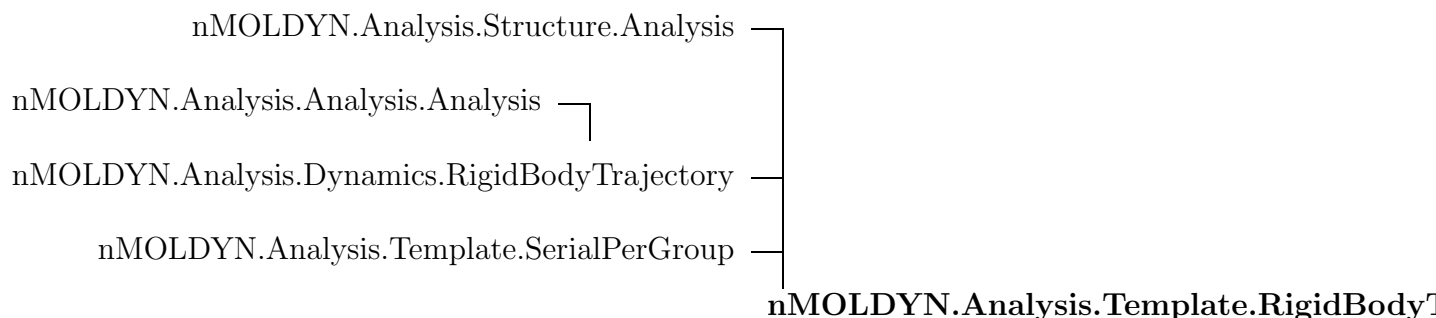 nMOLDYN.Analysis.Structure.Analysis
nMOLDYN.Analysis.Analysis.Analysis
nMOLDYN.Analysis.Dynamics.RigidBodyTrajectory
nMOLDYN.Analysis.Template.SerialPerGroup
nMOLDYN.Analysis.Template.RigidBodyT